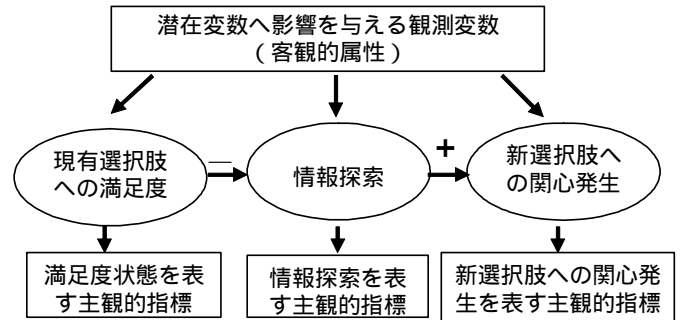 潜在変数へ影響を与える観測変数
（客観的属性）
現有選択肢
への満足度
―
情報探索
+
新選択肢へ
の関心発生
満足度状態を表
す主観的指標
情報探索を表
す主観的指標
新選択肢への関心発
生を表す主観的指標